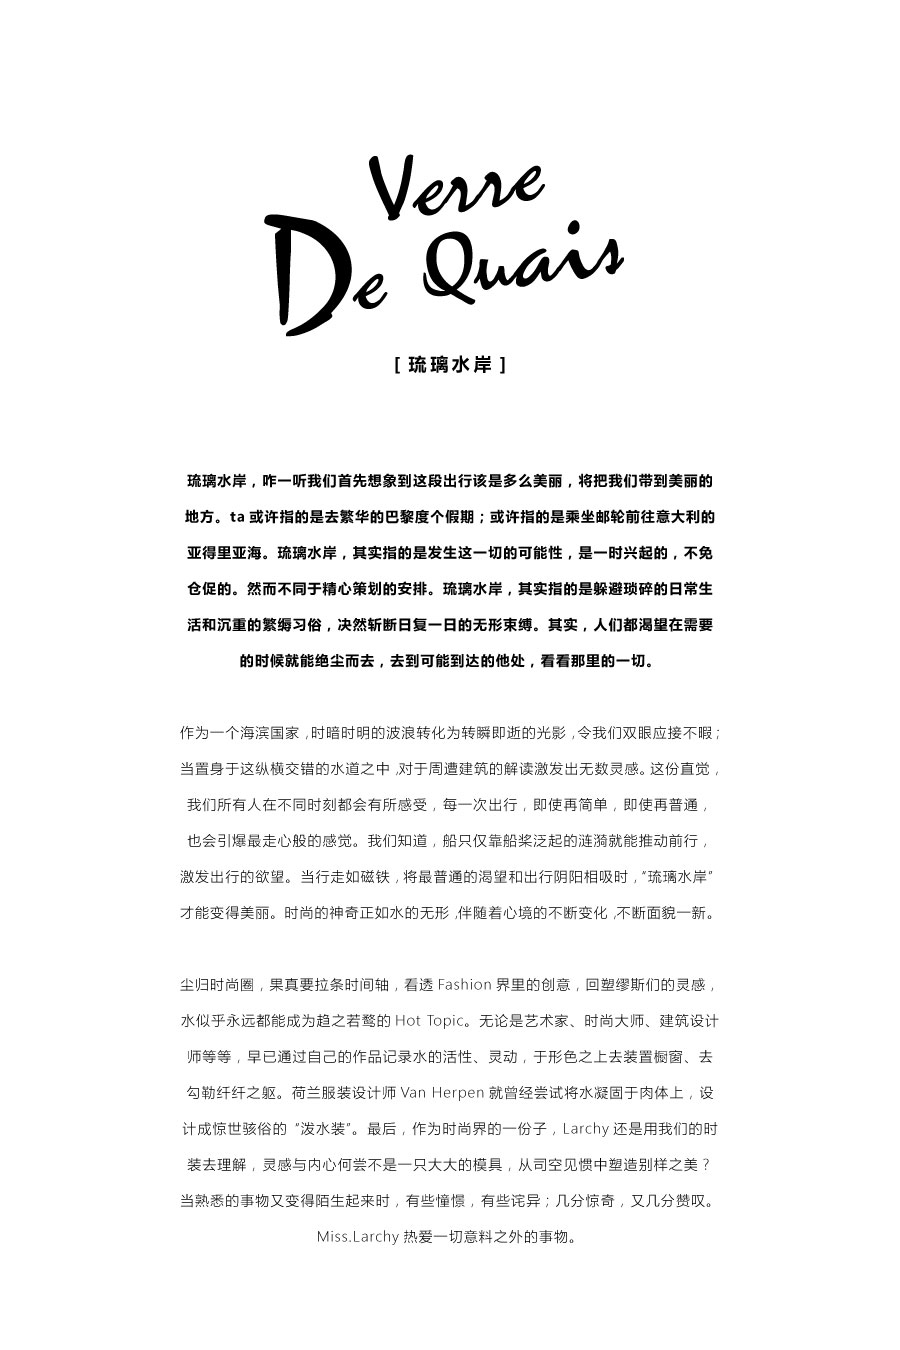 Verre
De Quais
[ 琉璃水岸 ]
琉璃水岸，咋一听我们首先想象到这段出行该是多么美丽，将把我们带到美丽的
地方。ta 或许指的是去繁华的巴黎度个假期；或许指的是乘坐邮轮前往意大利的
亚得里亚海。琉璃水岸，其实指的是发生这一切的可能性，是一时兴起的，不免
仓促的。然而不同于精心策划的安排。琉璃水岸，其实指的是躲避琐碎的日常生
活和沉重的繁缛习俗，决然斩断日复一日的无形束缚。其实，人们都渴望在需要
的时候就能绝尘而去，去到可能到达的他处，看看那里的一切。
作为一个海滨国家，时暗时明的波浪转化为转瞬即逝的光影，令我们双眼应接不暇；
当置身于这纵横交错的水道之中，对于周遭建筑的解读激发出无数灵感。这份直觉，
我们所有人在不同时刻都会有所感受，每一次出行，即使再简单，即使再普通，
也会引爆最走心般的感觉。我们知道，船只仅靠船桨泛起的涟漪就能推动前行，
激发出行的欲望。当行走如磁铁，将最普通的渴望和出行阴阳相吸时，“琉璃水岸”
才能变得美丽。时尚的神奇正如水的无形，伴随着心境的不断变化，不断面貌一新。
尘归时尚圈，果真要拉条时间轴，看透 Fashion 界里的创意，回塑缪斯们的灵感，
水似乎永远都能成为趋之若鹜的 Hot Topic。无论是艺术家、时尚大师、建筑设计
师等等，早已通过自己的作品记录水的活性、灵动，于形色之上去装置橱窗、去
勾勒纤纤之躯。荷兰服装设计师 Van Herpen 就曾经尝试将水凝固于肉体上，设
计成惊世骇俗的 “泼水装”。最后，作为时尚界的一份子，Larchy 还是用我们的时
装去理解，灵感与内心何尝不是一只大大的模具，从司空见惯中塑造别样之美？
当熟悉的事物又变得陌生起来时，有些憧憬，有些诧异；几分惊奇，又几分赞叹。
Miss.Larchy 热爱一切意料之外的事物。